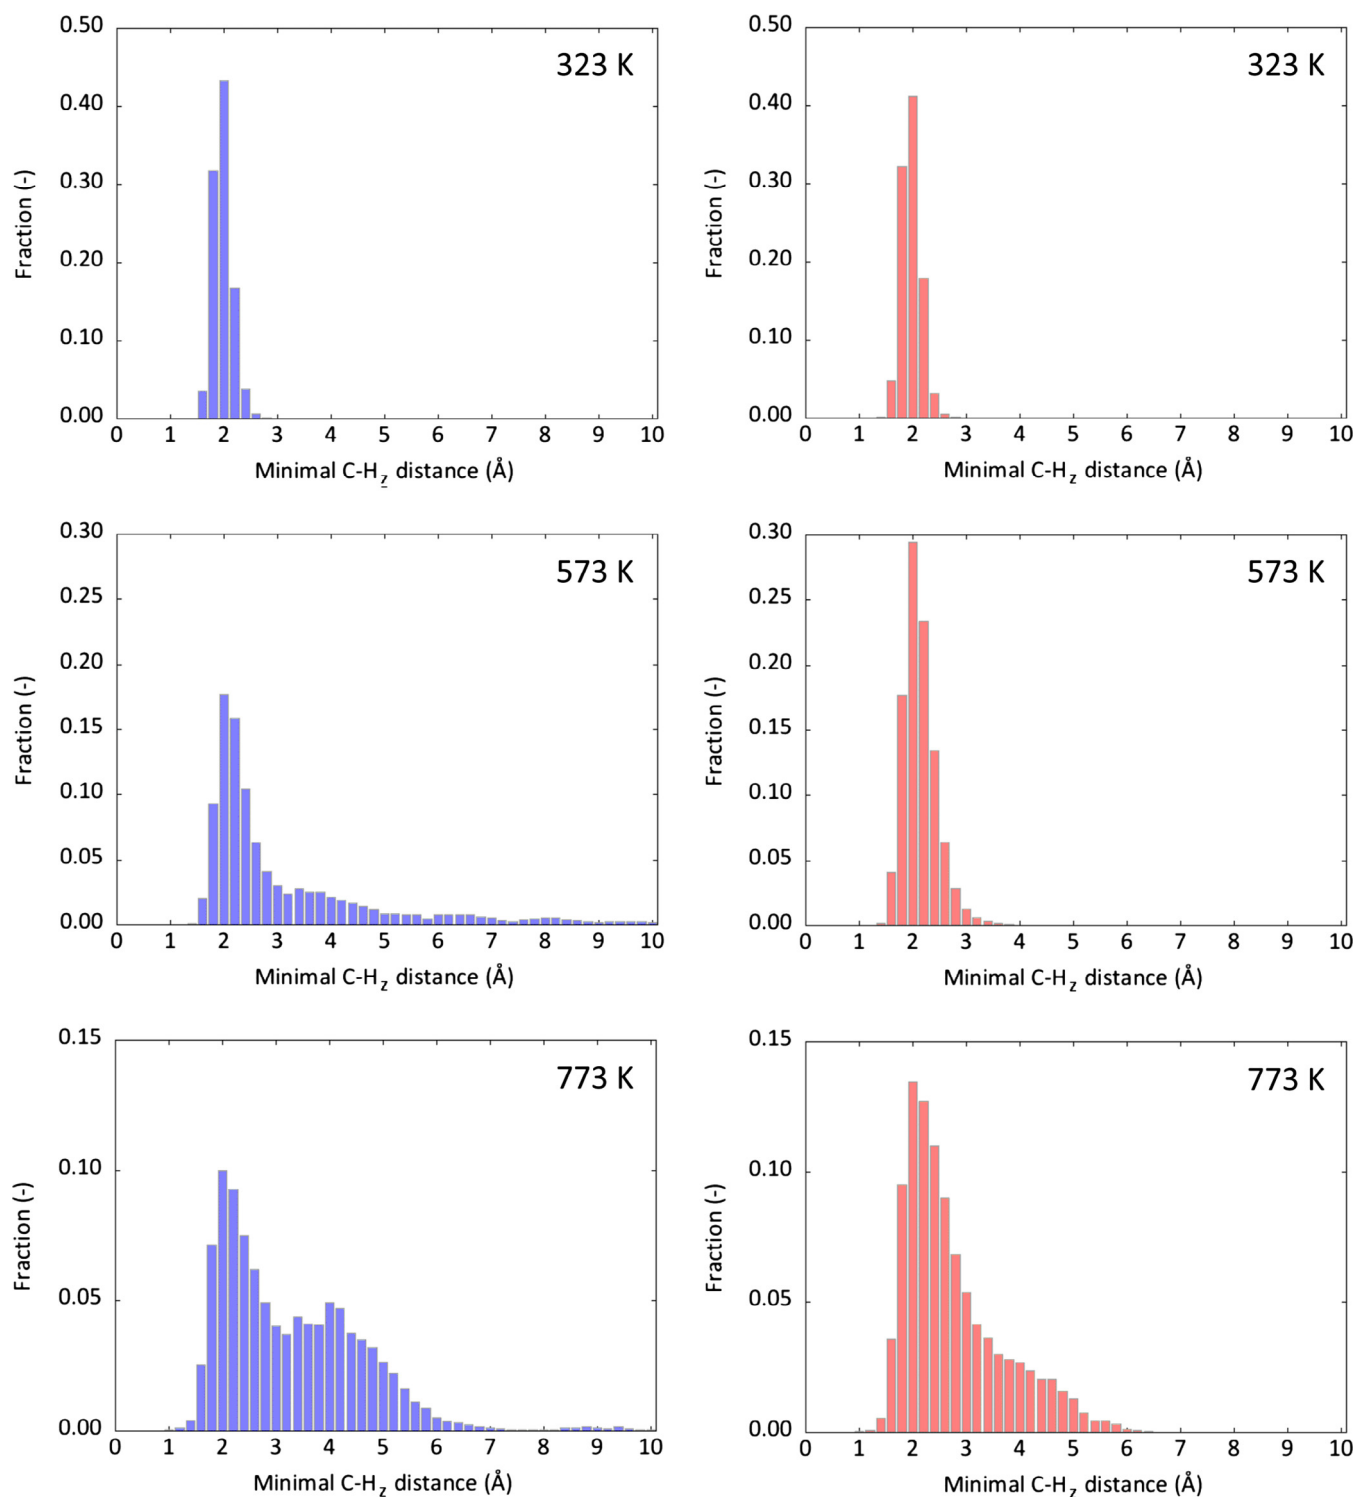 0.50
0.40
0.30
0.20
0.10
0.00
Fraction (-)
323 K
0 1 2 3 4 5 6 7 8 9 10
Minimal C-Hz distance (Å)
0.50
0.40
0.30
0.20
0.10
0.00
Fraction (-)
323 K
0 1 2 3 4 5 6 7 8 9 10
Minimal C-Hz distance (Å)
0.30
0.25
0.20
0.15
0.10
0.05
0.00
Fraction (-)
573 K
0 1 2 3 4 5 6 7 8 9 10
Minimal C-Hz distance (Å)
0.30
0.25
0.20
0.15
0.10
0.05
0.00
Fraction (-)
573 K
0 1 2 3 4 5 6 7 8 9 10
Minimal C-Hz distance (Å)
0.15
0.10
0.05
0.00
Fraction (-)
773 K
0 1 2 3 4 5 6 7 8 9 10
Minimal C-Hz distance (Å)
0.15
0.10
0.05
0.00
Fraction (-)
773 K
0 1 2 3 4 5 6 7 8 9 10
Minimal C-Hz distance (Å)